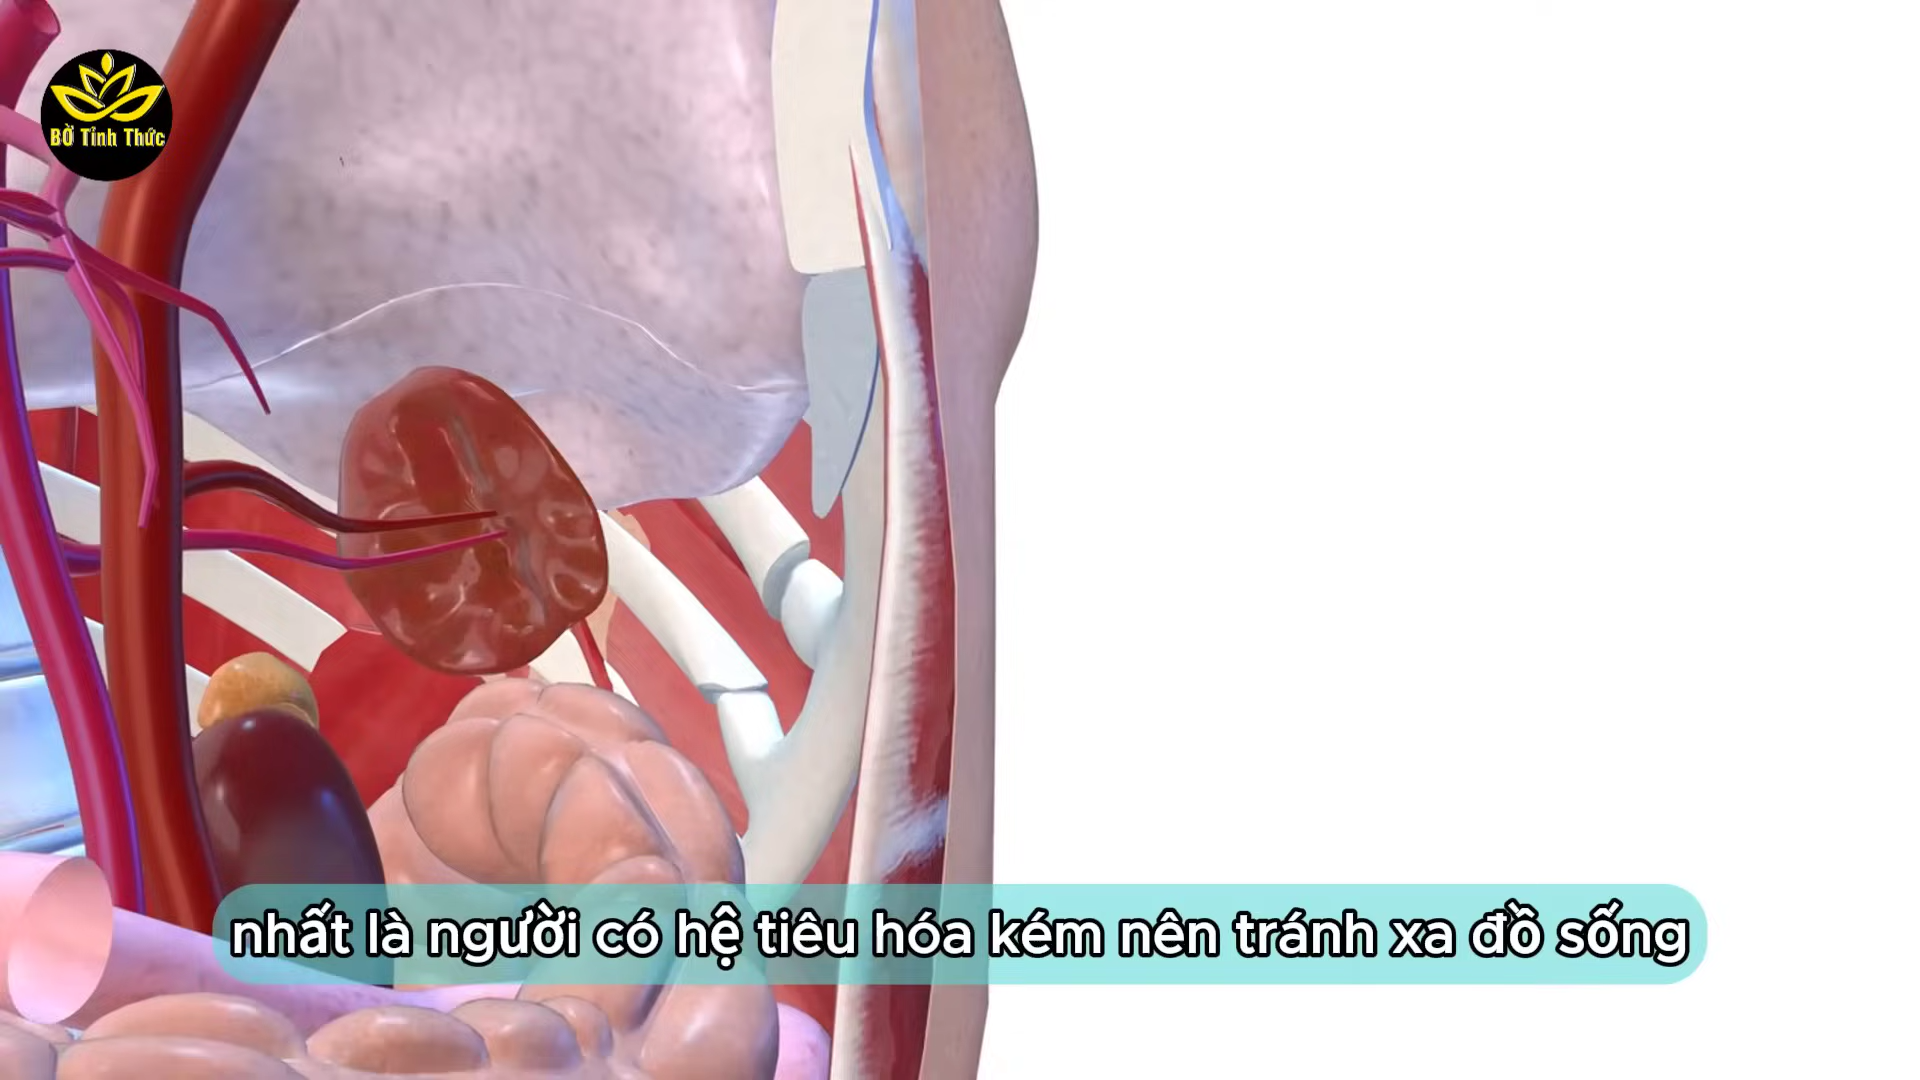 BỜ Tỉnh Thức
nhất là người có hệ tiêu hóa kém nên tránh xa đồ sống